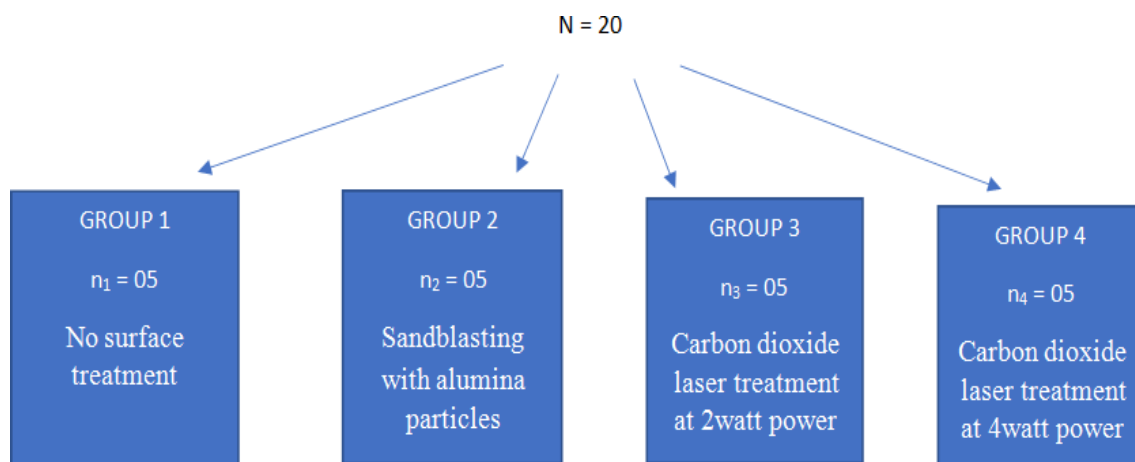 N = 20
GROUP 1
n₁ = 05
No surface
treatment
GROUP 2
n₂ = 05
Sandblasting
with alumina
particles
GROUP 3
n₃ = 05
Carbon dioxide
laser treatment
at 2watt power
GROUP 4
n₄ = 05
Carbon dioxide
laser treatment
at 4watt power